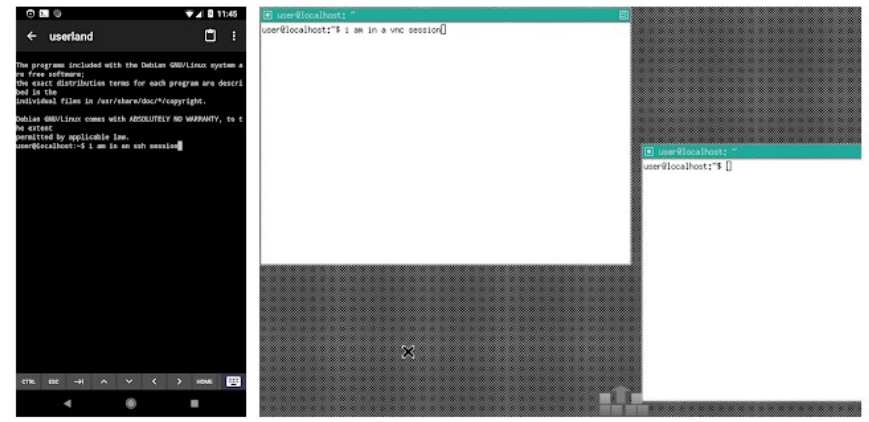 11:45
userland
The programs included with the Debian GNU/Linux system a
re free software;
the exact distribution terms for each program are descri
bed in the
individual files in /usr/share/doc/*/copyright.
Debian GNU/Linux comes with ABSOLUTELY NO WARRANTY, to t
he extent
permitted by applicable law.
user@localhost:~$ i am in an ssh session
CTRL ESC HOME
user@localhost: ~
user@localhost:~$ i am in a vnc session
user@localhost: ~
user@localhost:~$